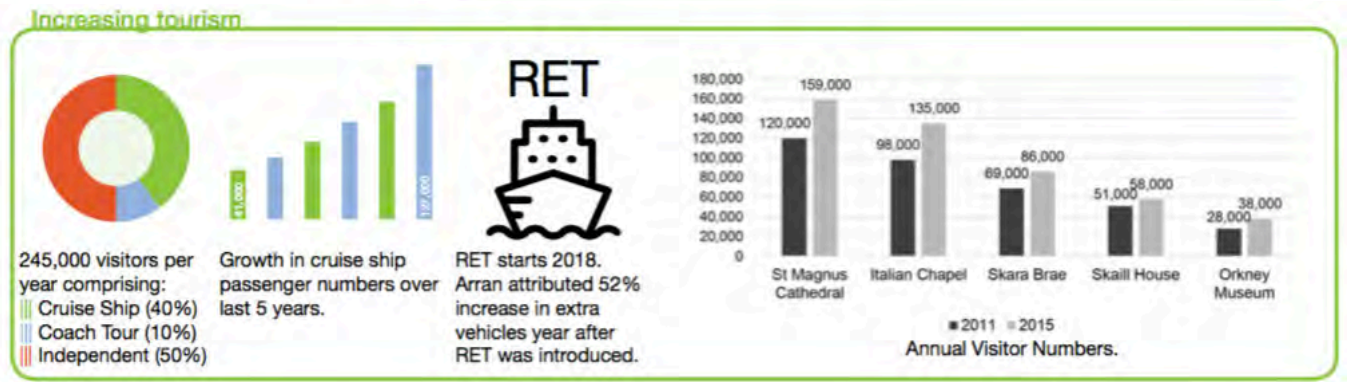 Increasing tourism
245,000 visitors per
year comprising:
Cruise Ship (40%)
Coach Tour (10%)
Independent (50%)
122,000
Growth in cruise ship
passenger numbers over
last 5 years.
RET
RET starts 2018.
Arran attributed 52%
increase in extra
vehicles year after
RET was introduced.
180,000
160,000
140,000
120,000
100,000
80,000
60,000
40,000
20,000
0
120,000
159,000
98,000
135,000
69,000
86,000
51,000
58,000
28,000
38,000
St Magnus
Cathedral
Italian Chapel
Skara Brae
Skaill House
Orkney
Museum
2011 2015
Annual Visitor Numbers.